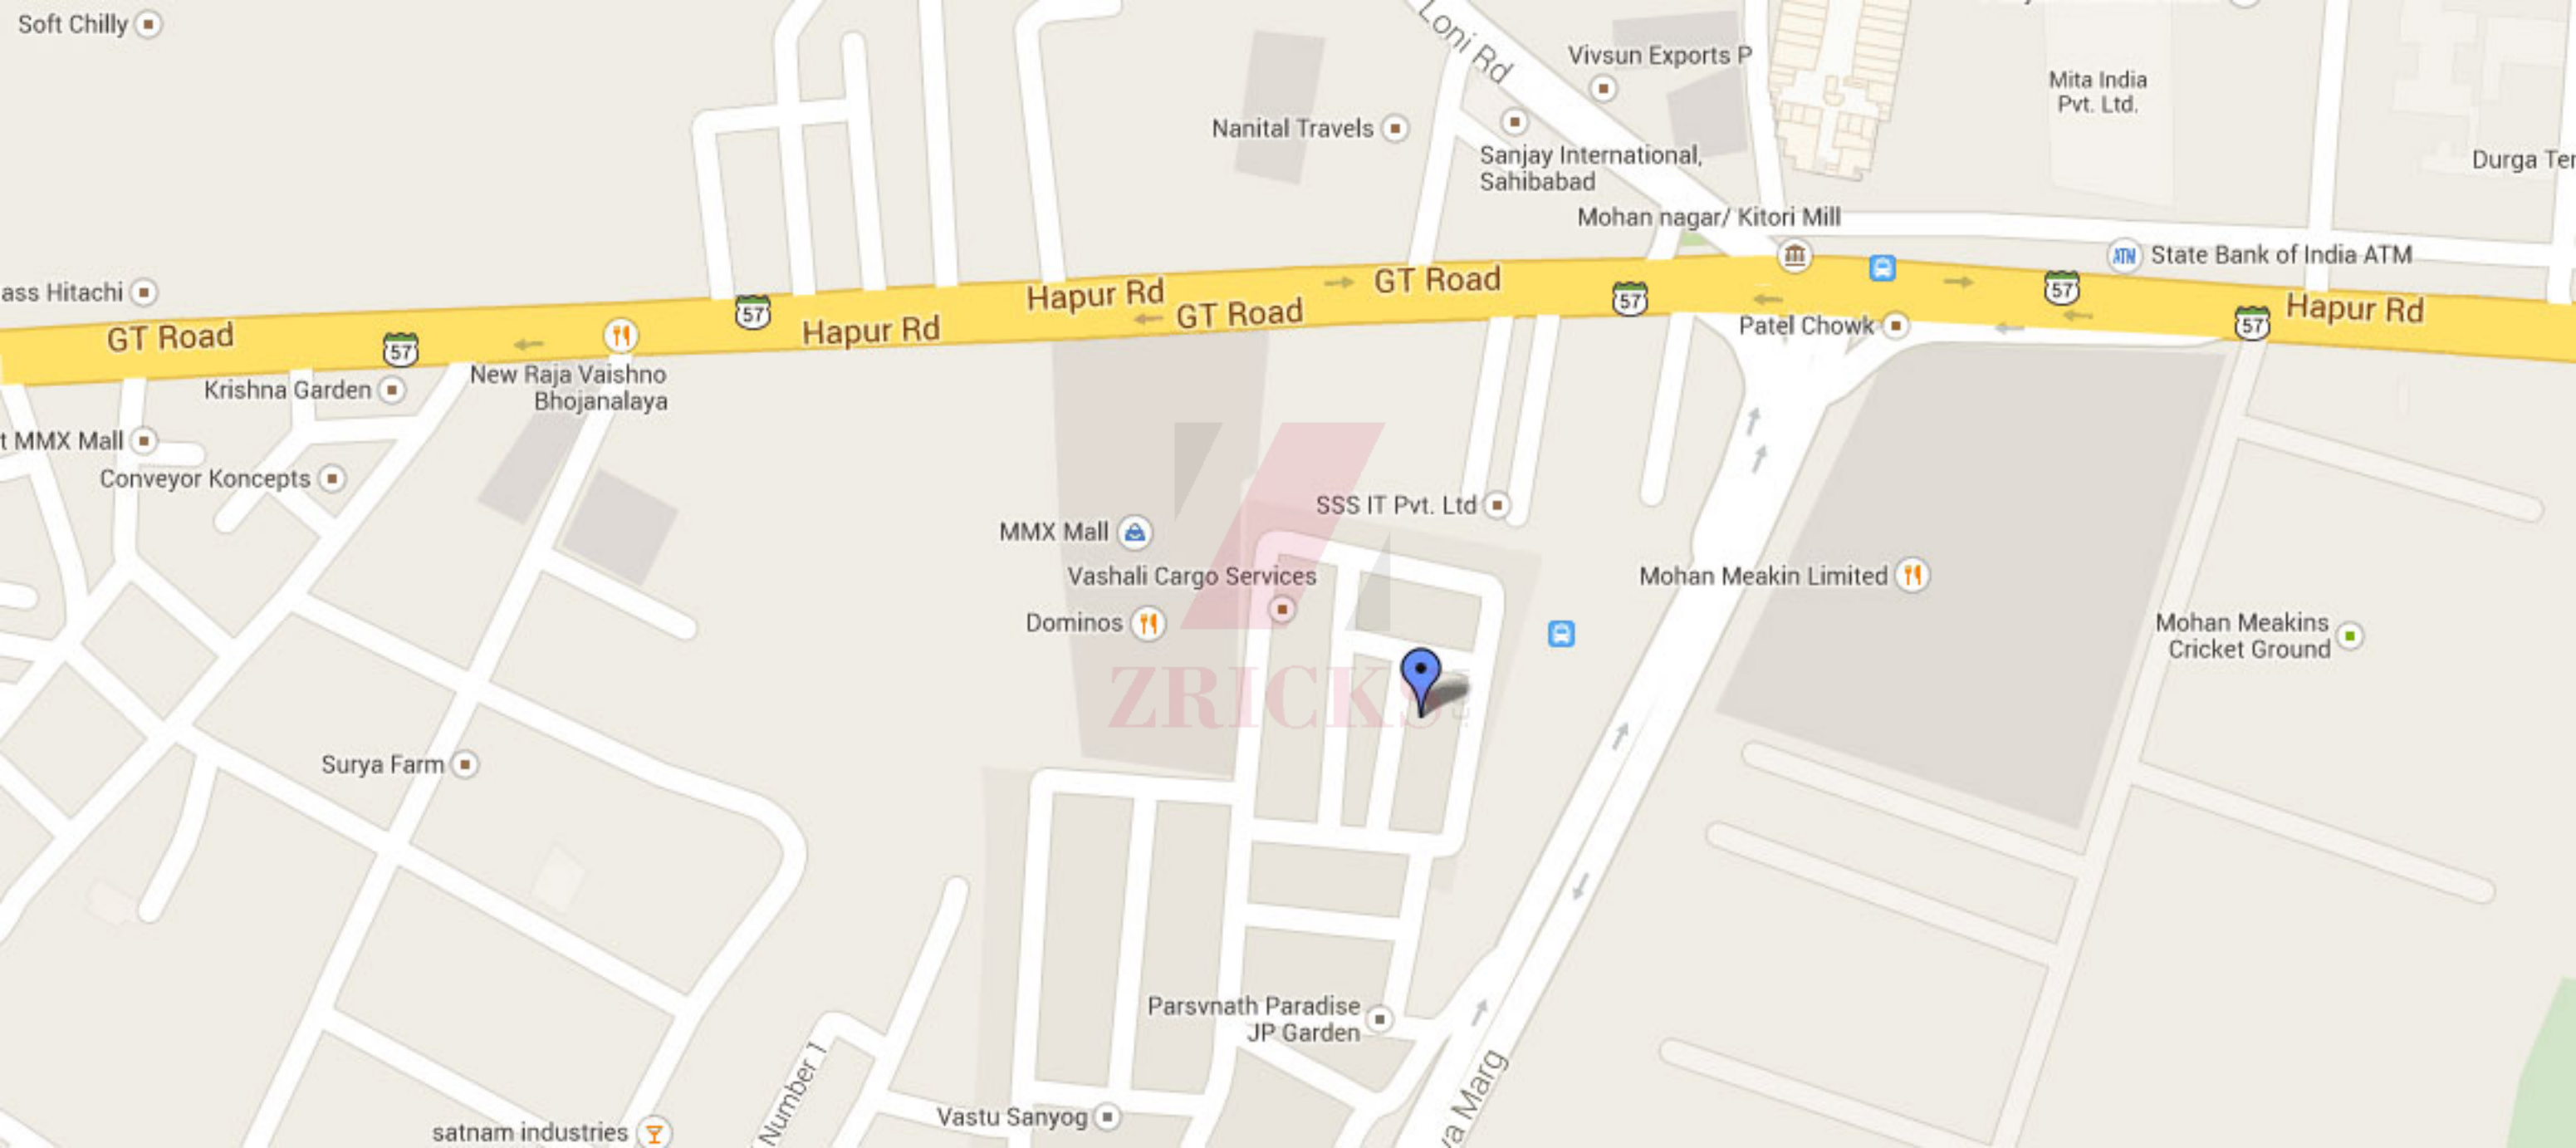 Soft Chilly
Loni Rd
Vivsun Exports P
Mita India
Pvt. Ltd.
Nanital Travels
Sanjay International,
Sahibabad
Durga Ter
Mohan nagar/ Kitori Mill
ATM
State Bank of India ATM
ass Hitachi
GT Road
57
57
Hapur Rd
Hapur Rd
GT Road
GT Road
57
57
57
Hapur Rd
Patel Chowk
Krishna Garden
New Raja Vaishno
Bhojanalaya
t MMX Mall
Conveyor Koncepts
SSS IT Pvt. Ltd
MMX Mall
Vashali Cargo Services
Dominos
Mohan Meakin Limited
Mohan Meakins
Cricket Ground
ZRICKS
Surya Farm
Parsvnath Paradise
JP Garden
Number 1
va Marg
Vastu Sanyog
satnam industries